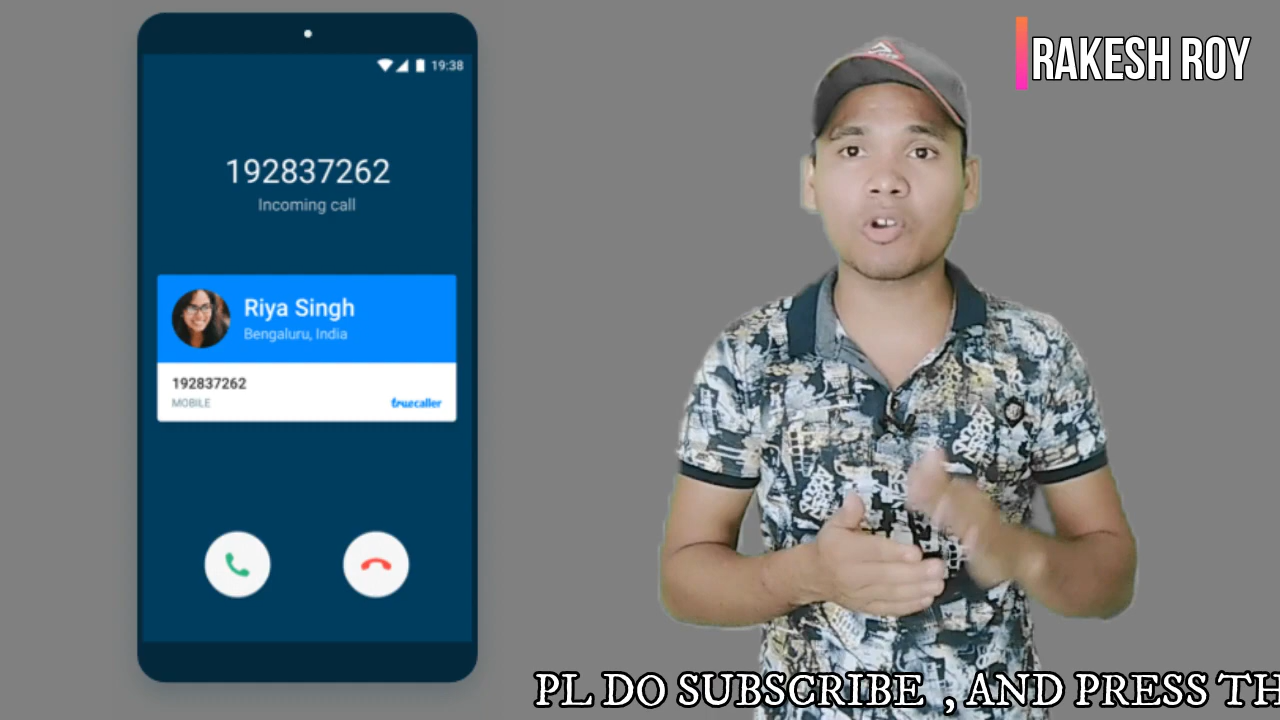 RAKESH ROY
19:38
192837262
Incoming call
Riya Singh
Bengaluru, India
192837262
MOBILE
truecaller
PL DO SUBSCRIBE , AND PRESS TH